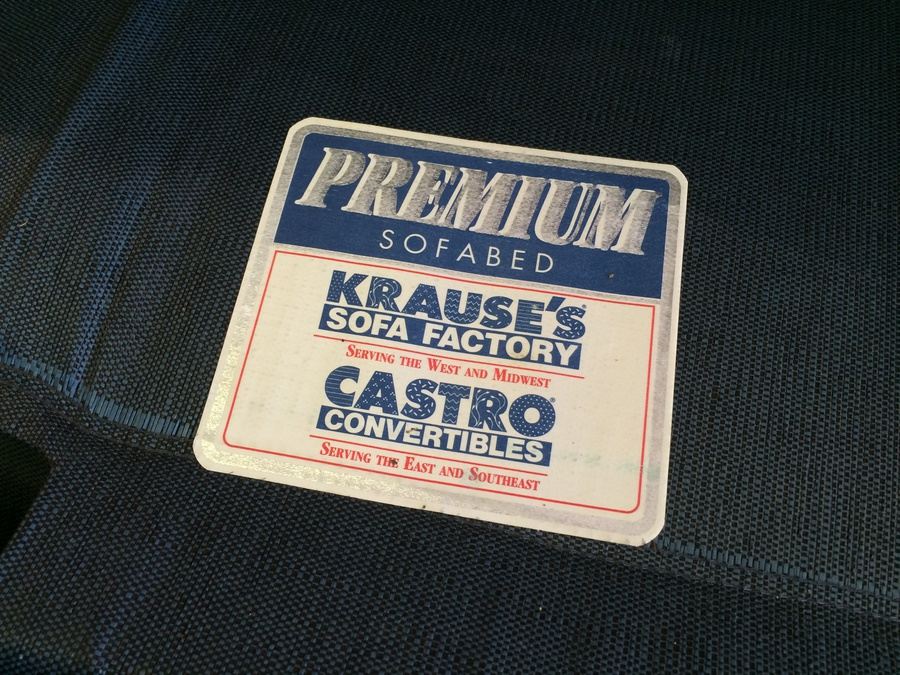 PREMIUM
SOFABED
KRAUSE'S®
SOFA FACTORY
SERVING THE WEST AND MIDWEST
CASTRO®
CONVERTIBLES
SERVING THE EAST AND SOUTHEAST